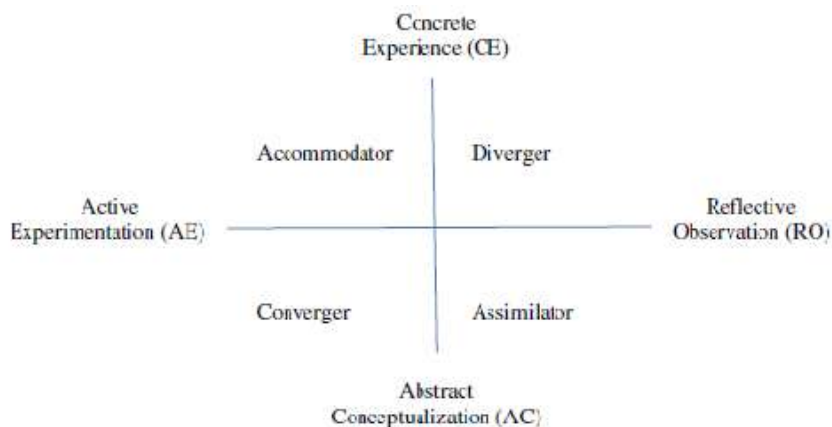 Concrete
Experience (CE)
Accommodator
Diverger
Active
Experimentation (AE)
Reflective
Observation (RO)
Converger
Assimilator
Abstract
Conceptualization (AC)